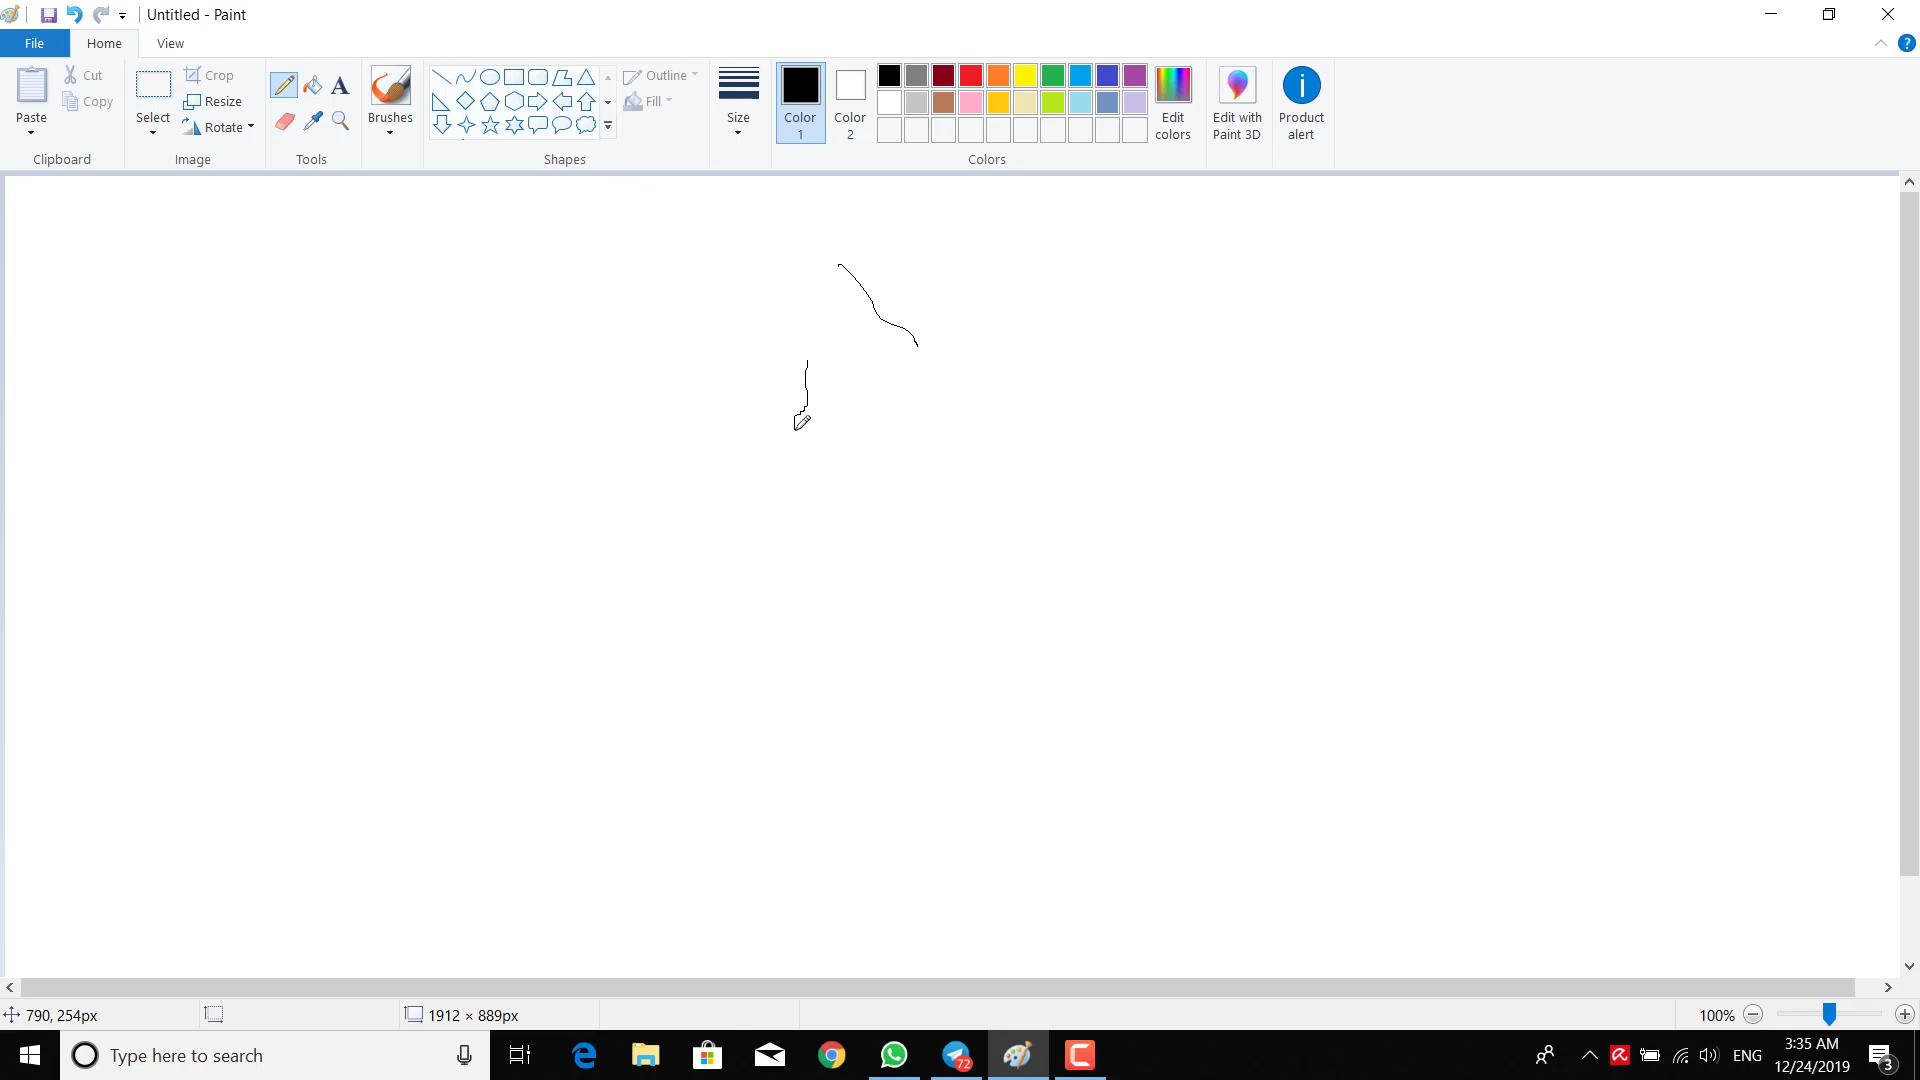 Untitled - Paint
File Home View
Paste Cut Copy
Clipboard
Select Crop Resize Rotate
Image
A
Tools
Brushes
Outline
Fill
Shapes
Size
Color 1
Color 2
Edit colors
Colors
Edit with Paint 3D
Product alert
790, 254px
1912 × 889px
100%
Type here to search
72
ENG
3:35 AM
12/24/2019
3